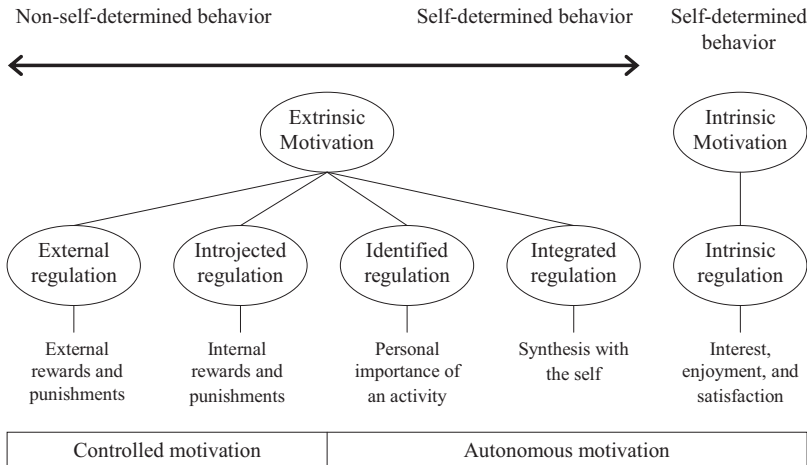 Non-self-determined behavior
Self-determined behavior
Self-determined
behavior
Extrinsic
Motivation
Intrinsic
Motivation
External
regulation
Introjected
regulation
Identified
regulation
Integrated
regulation
Intrinsic
regulation
External
rewards and
punishments
Internal
rewards and
punishments
Personal
importance of
an activity
Synthesis with
the self
Interest,
enjoyment, and
satisfaction
Controlled motivation
Autonomous motivation